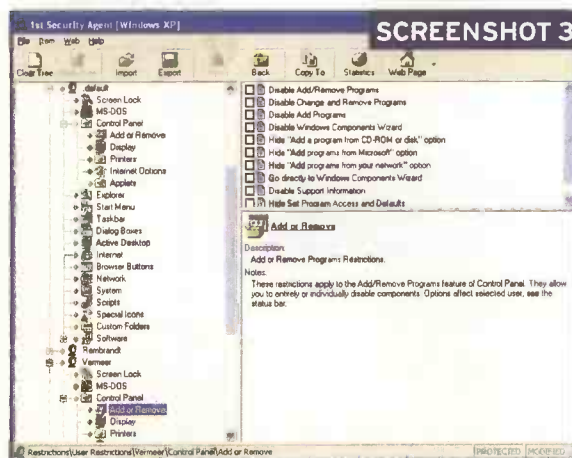 SCREENSHOT 3
1st Security Agent [Windows XP]
File Item Web Help
Clear Tree Import Export Back Copy To Statistics Web Page
.default
Screen Lock
MS-DOS
Control Panel
Add or Remove
Display
Printers
Internet Options
Applets
Explorer
Start Menu
Taskbar
Dialog Boxes
Active Desktop
Internet
Browser Buttons
Network
System
Scripts
Special Icons
Custom Folders
Software
Rembrandt
Vermeer
Screen Lock
MS-DOS
Control Panel
Add or Remove
Display
Printers
Disable Add/Remove Programs
Disable Change and Remove Programs
Disable Add Programs
Disable Windows Components Wizard
Hide "Add a program from CD-ROM or disk" option
Hide "Add programs from Microsoft" option
Hide "Add programs from your network" option
Go directly to Windows Components Wizard
Disable Support Information
Hide Set Program Access and Defaults
Add or Remove
Description:
Add or Remove Programs Restrictions.
Notes:
These restrictions apply to the Add/Remove Programs feature of Control Panel. They allow
you to entirely or individually disable components. Options affect selected user, see the
status bar.
Restrictions\User Restrictions\Vermeer\Control Panel\Add or Remove
PROTECTED MODIFIED